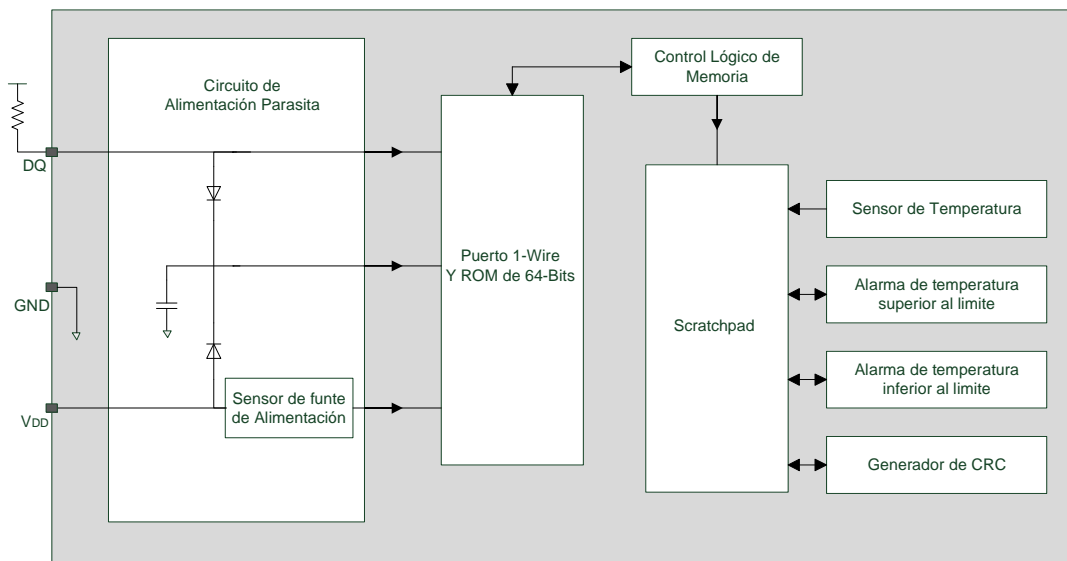 Circuito de
Alimentación Parasita
DQ
GND
VDD
Sensor de funte
de Alimentación
Puerto 1-Wire
Y ROM de 64-Bits
Control Lógico de
Memoria
Scratchpad
Sensor de Temperatura
Alarma de temperatura
superior al limite
Alarma de temperatura
inferior al limite
Generador de CRC